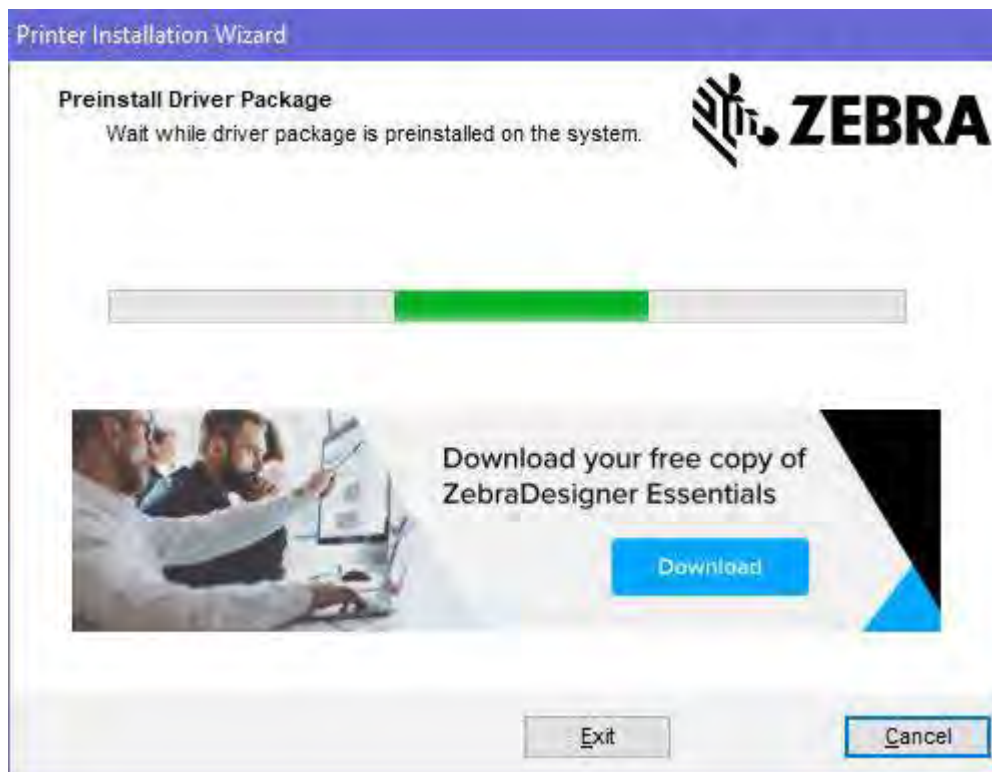 Printer Installation Wizard
Preinstall Driver Package
Wait while driver package is preinstalled on the system.
ZEBRA
Download your free copy of
ZebraDesigner Essentials
Download
Exit
Cancel